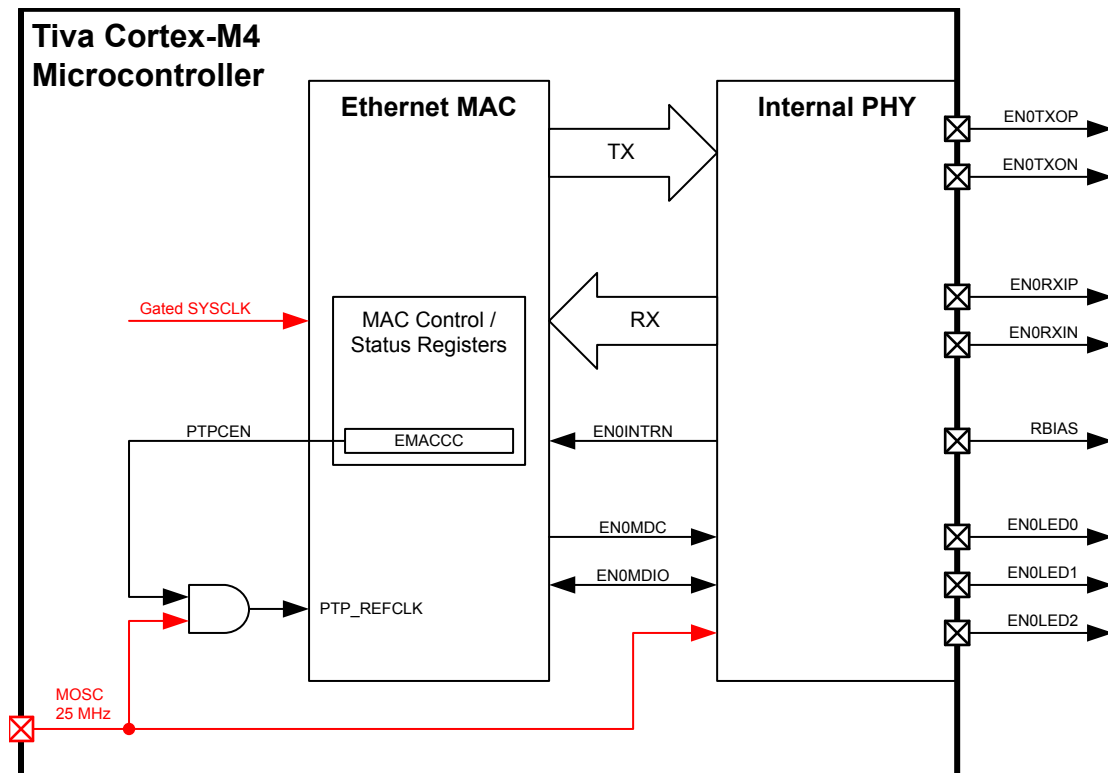 Tiva Cortex-M4
Microcontroller
Ethernet MAC
Internal PHY
TX
EN0TXOP
EN0TXON
Gated SYSCLK
MAC Control /
Status Registers
RX
EN0RXIP
EN0RXIN
PTPCEN
EMACCC
EN0INTRN
RBIAS
EN0MDC
EN0LED0
EN0MDIO
EN0LED1
PTP_REFCLK
EN0LED2
MOSC
25 MHz